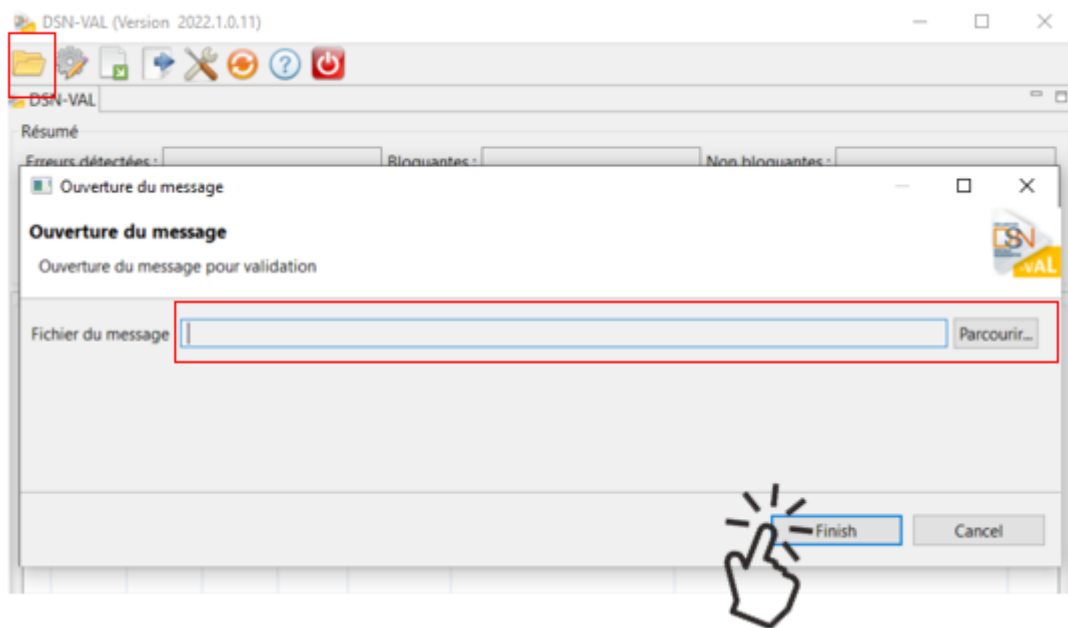 DSN-VAL (Version 2022.1.0.11)
DSN-VAL
Résumé
Erreurs détectées : Bloquantes : Non bloquantes :
Ouverture du message
Ouverture du message
DSN
-VAL
Ouverture du message pour validation
Fichier du message Parcourir...
Finish Cancel